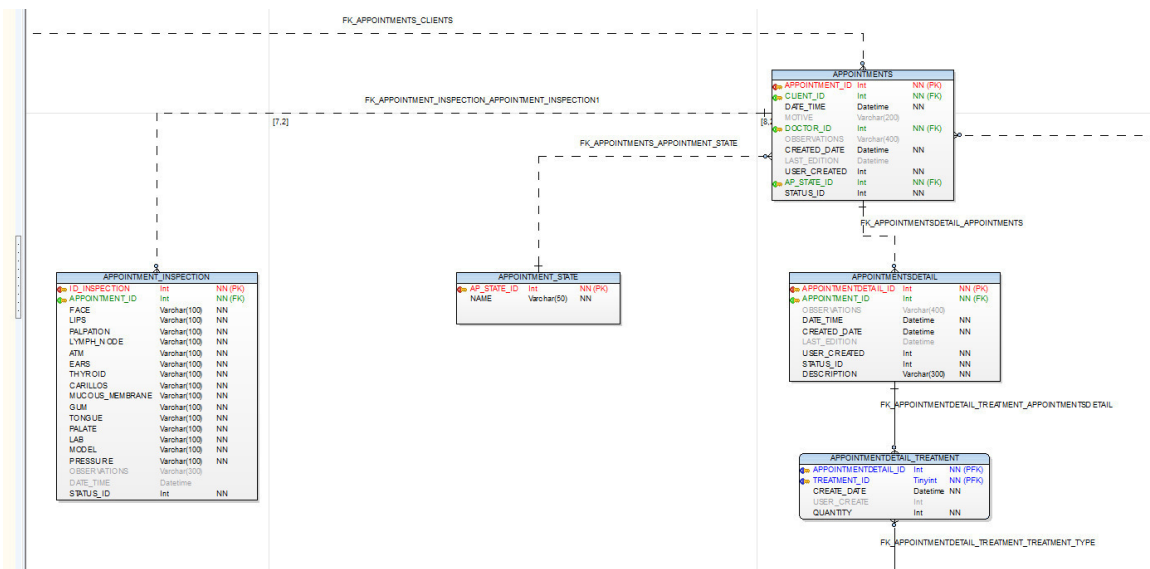 FK_APPOINTMENTS_CLIENTS
APPOINTMENTS
APPOINTMENT_ID Int NN (PK)
CLIENT_ID Int NN (FK)
DATE_TIME Datetime NN
MOTIVE Varchar(200)
DOCTOR_ID Int NN (FK)
OBSERVATIONS Varchar(400)
CREATED_DATE Datetime NN
LAST_EDITION Datetime
USER_CREATED Int NN
AP_STATE_ID Int NN (FK)
STATUS_ID Int NN
FK_APPOINTMENT_INSPECTION_APPOINTMENT_INSPECTION1
[7,2]
[8,
FK_APPOINTMENTS_APPOINTMENT_STATE
FK_APPOINTMENTSDETAIL_APPOINTMENTS
APPOINTMENT_INSPECTION
ID_INSPECTION Int NN (PK)
APPOINTMENT_ID Int NN (FK)
FACE Varchar(100) NN
LIPS Varchar(100) NN
PALPATION Varchar(100) NN
LYMPH_NODE Varchar(100) NN
ATM Varchar(100) NN
EARS Varchar(100) NN
THYROID Varchar(100) NN
CARILLOS Varchar(100) NN
MUCOUS_MEMBRANE Varchar(100) NN
GUM Varchar(100) NN
TONGUE Varchar(100) NN
PALATE Varchar(100) NN
LAB Varchar(100) NN
MODEL Varchar(100) NN
PRESSURE Varchar(100) NN
OBSERVATIONS Varchar(300)
DATE_TIME Datetime
STATUS_ID Int NN
APPOINTMENT_STATE
AP_STATE_ID Int NN (PK)
NAME Varchar(50) NN
APPOINTMENTSDETAIL
APPOINTMENTDETAIL_ID Int NN (PK)
APPOINTMENT_ID Int NN (FK)
OBSERVATIONS Varchar(400)
DATE_TIME Datetime NN
CREATED_DATE Datetime NN
LAST_EDITION Datetime
USER_CREATED Int NN
STATUS_ID Int NN
DESCRIPTION Varchar(300) NN
FK_APPOINTMENTDETAIL_TREATMENT_APPOINTMENTSDETAIL
APPOINTMENTDETAIL_TREATMENT
APPOINTMENTDETAIL_ID Int NN (PFK)
TREATMENT_ID Tinyint NN (PFK)
CREATE_DATE Datetime NN
USER_CREATE Int
QUANTITY Int NN
FK_APPOINTMENTDETAIL_TREATMENT_TREATMENT_TYPE